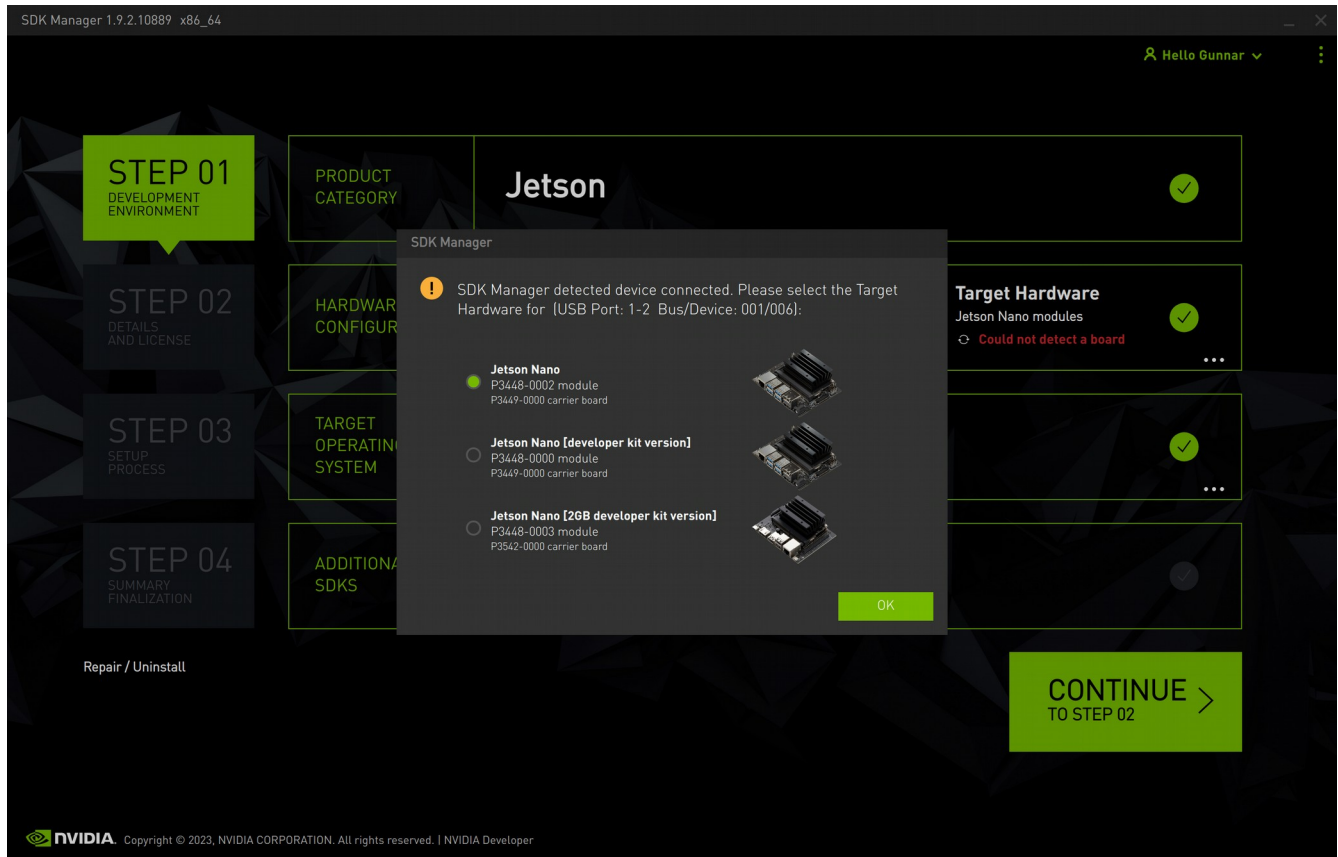 SDK Manager 1.9.2.10889 x86_64
Hello Gunnar
STEP 01
DEVELOPMENT
ENVIRONMENT
PRODUCT
CATEGORY
Jetson
STEP 02
DETAILS
AND LICENSE
HARDWAR
CONFIGUR
Target Hardware
Jetson Nano modules
Could not detect a board
...
STEP 03
SETUP
PROCESS
TARGET
OPERATIN
SYSTEM
...
STEP 04
SUMMARY
FINALIZATION
ADDITIONA
SDKS
SDK Manager
SDK Manager detected device connected. Please select the Target
Hardware for (USB Port: 1-2 Bus/Device: 001/006):
Jetson Nano
P3448-0002 module
P3449-0000 carrier board
Jetson Nano [developer kit version]
P3448-0000 module
P3449-0000 carrier board
Jetson Nano [2GB developer kit version]
P3448-0003 module
P3542-0000 carrier board
OK
Repair / Uninstall
CONTINUE
TO STEP 02
NVIDIA. Copyright © 2023, NVIDIA CORPORATION. All rights reserved. | NVIDIA Developer